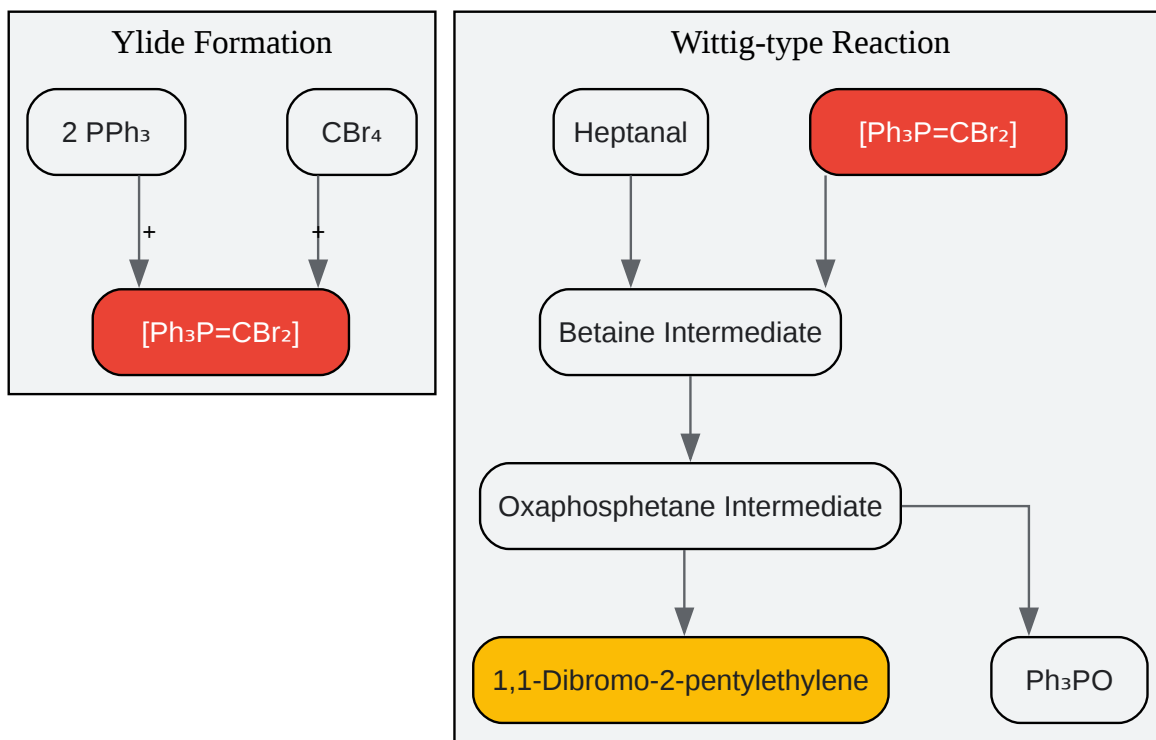 Ylide Formation
2 PPh₃
CBr₄
+
+
[Ph₃P=CBr₂]
Wittig-type Reaction
Heptanal
[Ph₃P=CBr₂]
Betaine Intermediate
Oxaphosphetane Intermediate
1,1-Dibromo-2-pentylethylene
Ph₃PO